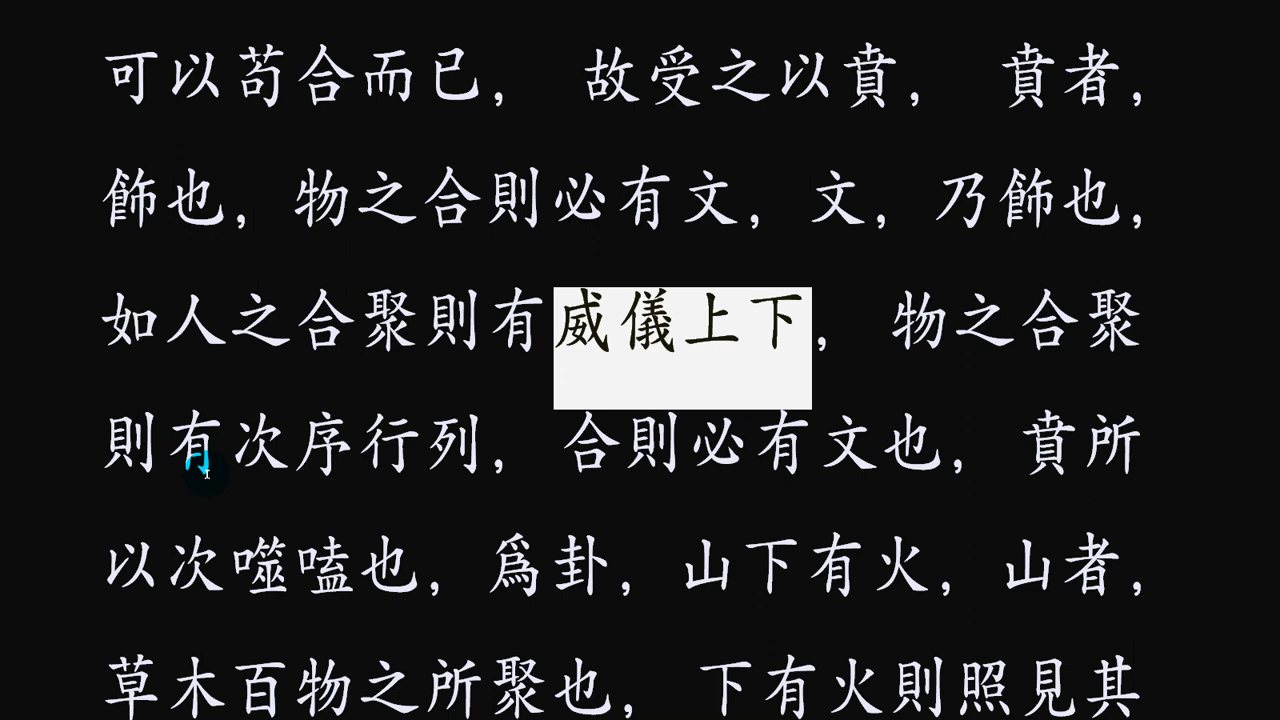 可以苟合而已， 故受之以賁， 賁者，
飾也，物之合則必有文，文，乃飾也，
如人之合聚則有威儀上下， 物之合聚
則有次序行列， 合則必有文也，賁所
以次噬嗑也，爲卦，山下有火，山者，
草木百物之所聚也， 下有火則照見其